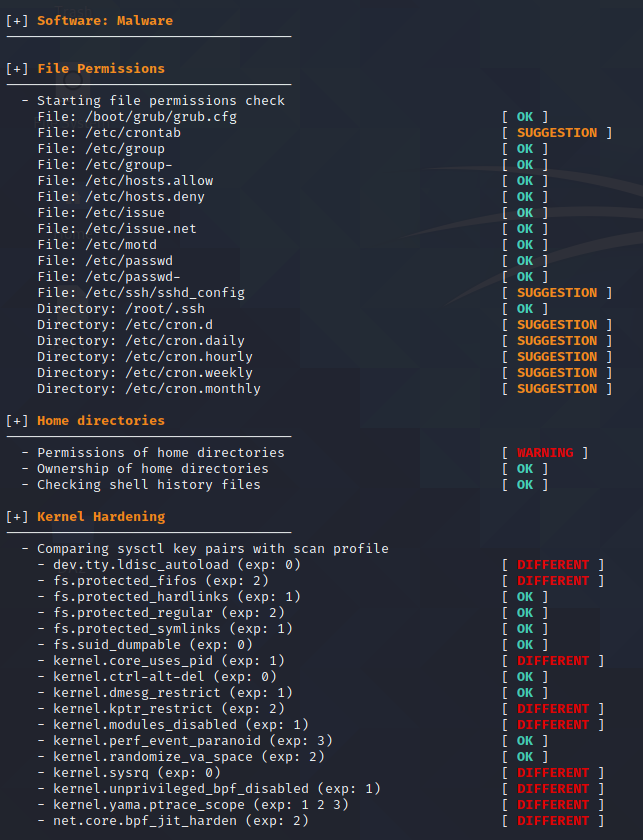 [+] Software: Malware
[+] File Permissions
- Starting file permissions check
File: /boot/grub/grub.cfg [ OK ]
File: /etc/crontab [ SUGGESTION ]
File: /etc/group [ OK ]
File: /etc/group- [ OK ]
File: /etc/hosts.allow [ OK ]
File: /etc/hosts.deny [ OK ]
File: /etc/issue [ OK ]
File: /etc/issue.net [ OK ]
File: /etc/motd [ OK ]
File: /etc/passwd [ OK ]
File: /etc/passwd- [ OK ]
File: /etc/ssh/sshd_config [ SUGGESTION ]
Directory: /root/.ssh [ OK ]
Directory: /etc/cron.d [ SUGGESTION ]
Directory: /etc/cron.daily [ SUGGESTION ]
Directory: /etc/cron.hourly [ SUGGESTION ]
Directory: /etc/cron.weekly [ SUGGESTION ]
Directory: /etc/cron.monthly [ SUGGESTION ]
[+] Home directories
- Permissions of home directories [ WARNING ]
- Ownership of home directories [ OK ]
- Checking shell history files [ OK ]
[+] Kernel Hardening
- Comparing sysctl key pairs with scan profile
- dev.tty.ldisc_autoload (exp: 0) [ DIFFERENT ]
- fs.protected_fifos (exp: 2) [ DIFFERENT ]
- fs.protected_hardlinks (exp: 1) [ OK ]
- fs.protected_regular (exp: 2) [ OK ]
- fs.protected_symlinks (exp: 1) [ OK ]
- fs.suid_dumpable (exp: 0) [ OK ]
- kernel.core_uses_pid (exp: 1) [ DIFFERENT ]
- kernel.ctrl-alt-del (exp: 0) [ OK ]
- kernel.dmesg_restrict (exp: 1) [ OK ]
- kernel.kptr_restrict (exp: 2) [ DIFFERENT ]
- kernel.modules_disabled (exp: 1) [ DIFFERENT ]
- kernel.perf_event_paranoid (exp: 3) [ OK ]
- kernel.randomize_va_space (exp: 2) [ OK ]
- kernel.sysrq (exp: 0) [ DIFFERENT ]
- kernel.unprivileged_bpf_disabled (exp: 1) [ DIFFERENT ]
- kernel.yama.ptrace_scope (exp: 1 2 3) [ DIFFERENT ]
- net.core.bpf_jit_harden (exp: 2) [ DIFFERENT ]